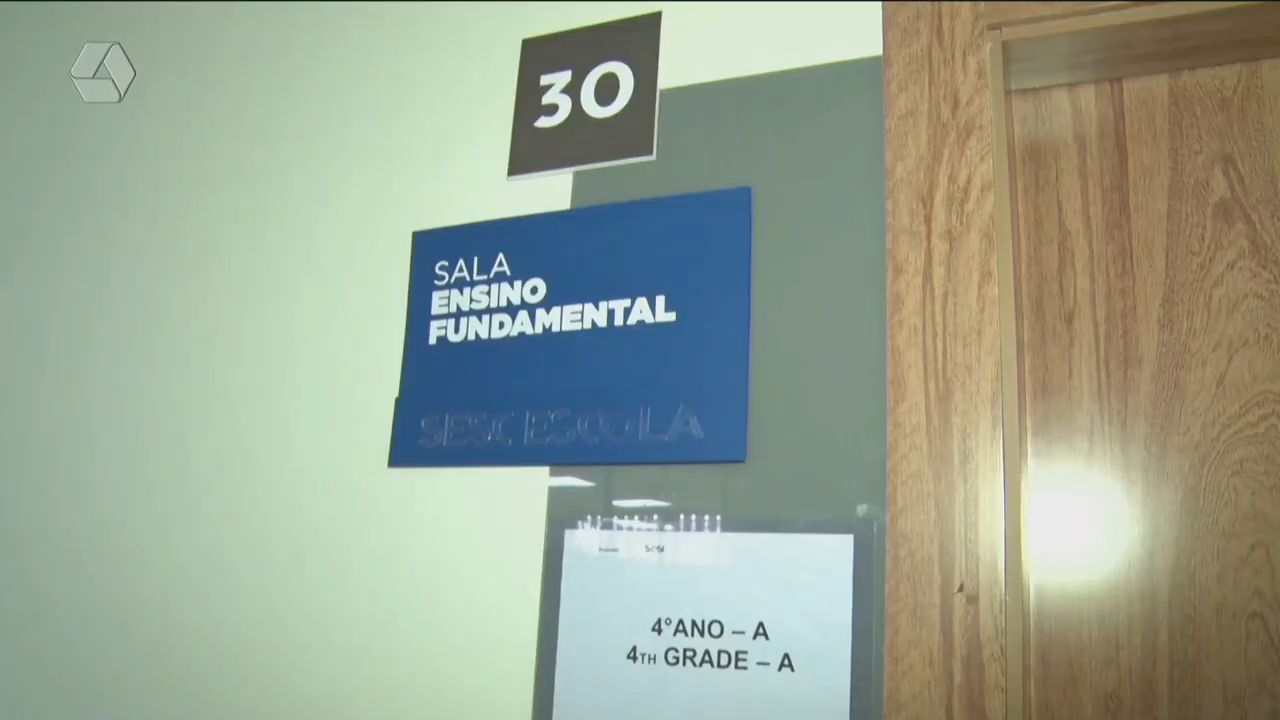 30
SALA
ENSINO
FUNDAMENTAL
SESC ESCOLA
4°ANO – A
4TH GRADE – A